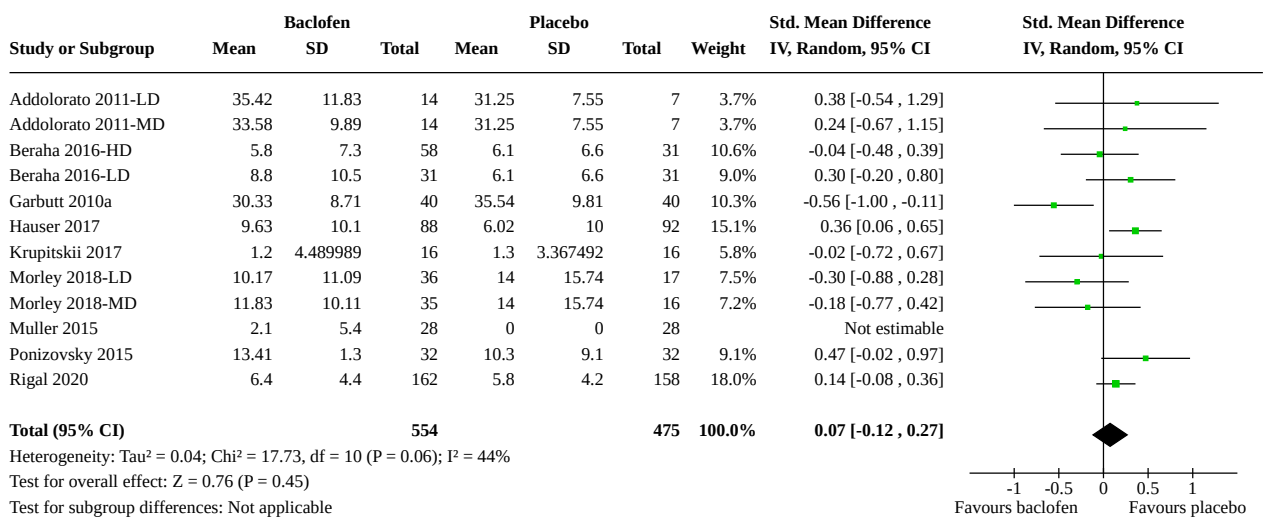 Baclofen Placebo Std. Mean Difference Std. Mean Difference
Study or Subgroup Mean SD Total Mean SD Total Weight IV, Random, 95% CI IV, Random, 95% CI
Addolorato 2011-LD 35.42 11.83 14 31.25 7.55 7 3.7% 0.38 [-0.54 , 1.29]
Addolorato 2011-MD 33.58 9.89 14 31.25 7.55 7 3.7% 0.24 [-0.67 , 1.15]
Beraha 2016-HD 5.8 7.3 58 6.1 6.6 31 10.6% -0.04 [-0.48 , 0.39]
Beraha 2016-LD 8.8 10.5 31 6.1 6.6 31 9.0% 0.30 [-0.20 , 0.80]
Garbutt 2010a 30.33 8.71 40 35.54 9.81 40 10.3% -0.56 [-1.00 , -0.11]
Hauser 2017 9.63 10.1 88 6.02 10 92 15.1% 0.36 [0.06 , 0.65]
Krupitskii 2017 1.2 4.489989 16 1.3 3.367492 16 5.8% -0.02 [-0.72 , 0.67]
Morley 2018-LD 10.17 11.09 36 14 15.74 17 7.5% -0.30 [-0.88 , 0.28]
Morley 2018-MD 11.83 10.11 35 14 15.74 16 7.2% -0.18 [-0.77 , 0.42]
Muller 2015 2.1 5.4 28 0 0 28 Not estimable
Ponizovsky 2015 13.41 1.3 32 10.3 9.1 32 9.1% 0.47 [-0.02 , 0.97]
Rigal 2020 6.4 4.4 162 5.8 4.2 158 18.0% 0.14 [-0.08 , 0.36]
Total (95% CI) 554 475 100.0% 0.07 [-0.12 , 0.27]
Heterogeneity: Tau² = 0.04; Chi² = 17.73, df = 10 (P = 0.06); I² = 44%
Test for overall effect: Z = 0.76 (P = 0.45)
Test for subgroup differences: Not applicable
-1 -0.5 0 0.5 1
Favours baclofen Favours placebo